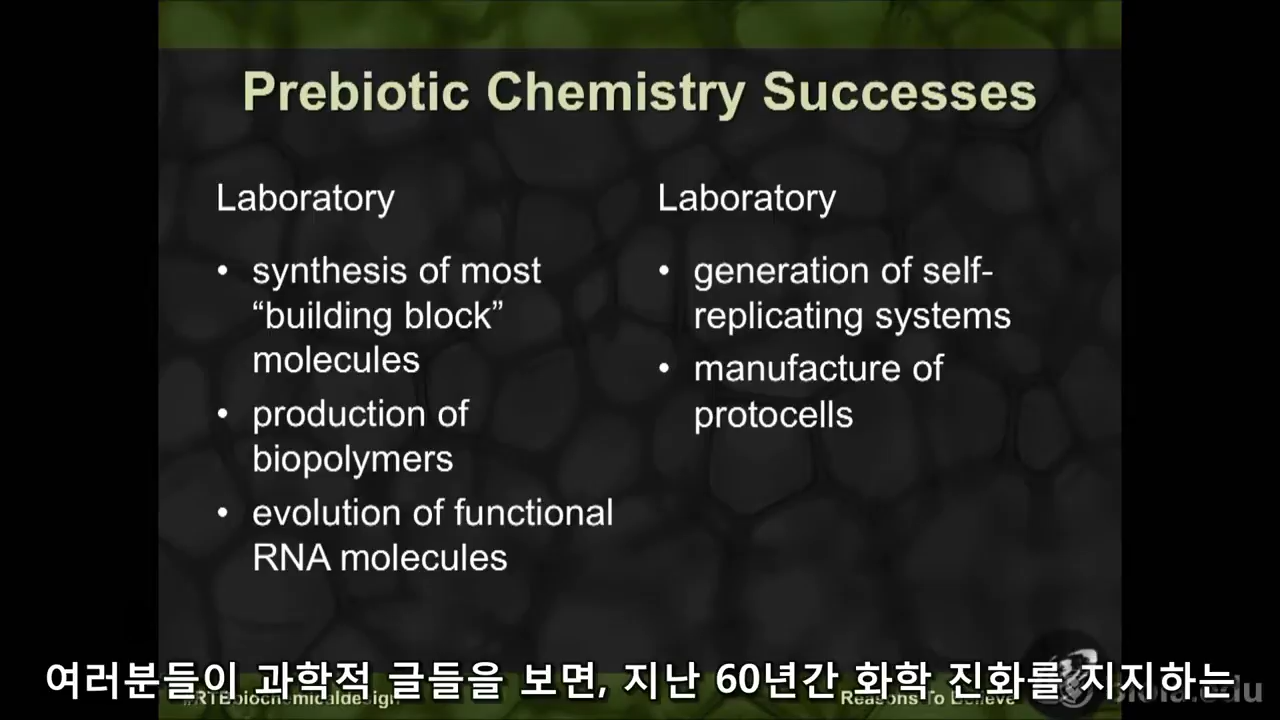 Prebiotic Chemistry Successes
Laboratory
• synthesis of most
“building block”
molecules
• production of
biopolymers
• evolution of functional
RNA molecules
Laboratory
• generation of self-
replicating systems
• manufacture of
protocells
여러분들이 과학적 글들을 보면, 지난 60년간 화학 진화를 지지하는
#RTBbiochemicaldesign
Reasons To Believe
biola.edu